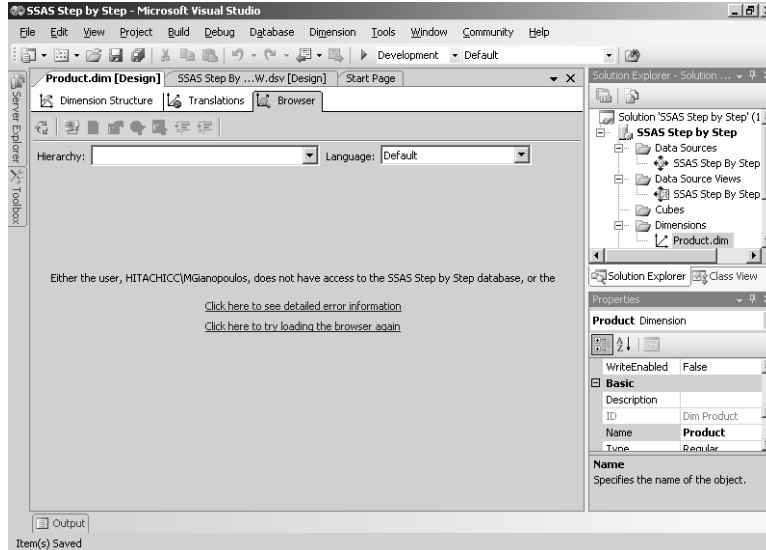 SSAS Step by Step - Microsoft Visual Studio
File Edit View Project Build Debug Database Dimension Tools Window Community Help
Development Default
Product.dim [Design] SSAS Step By ...W.dsv [Design] Start Page
Dimension Structure Translations Browser
Hierarchy: Language: Default
Either the user, HITACHICC\MGianopoulos, does not have access to the SSAS Step by Step database, or the
Click here to see detailed error information
Click here to try loading the browser again
Server Explorer
Toolbox
Solution Explorer - Solution ...
Solution 'SSAS Step by Step' (1
SSAS Step by Step
Data Sources
SSAS Step By Step
Data Source Views
SSAS Step By Step
Cubes
Dimensions
Product.dim
Solution Explorer Class View
Properties
Product Dimension
WriteEnabled False
Basic
Description
ID Dim Product
Name Product
Type Regular
Name
Specifies the name of the object.
Output
Item(s) Saved